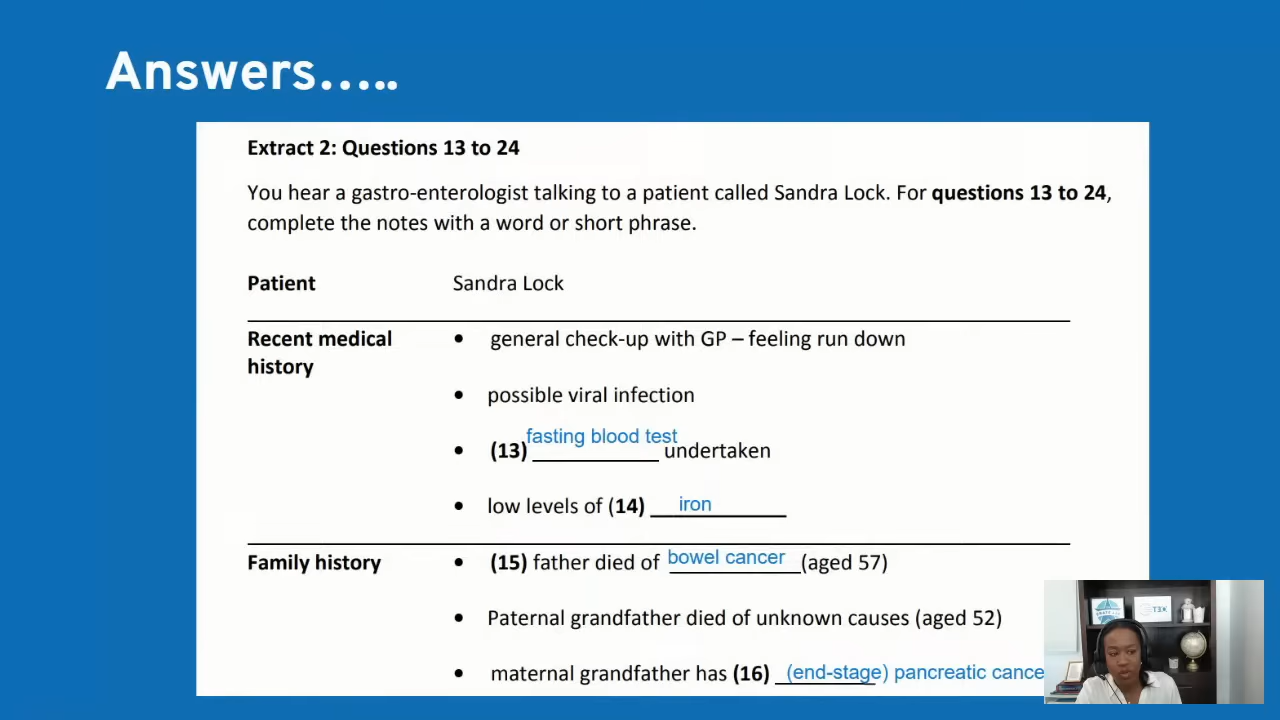 Answers.....
Extract 2: Questions 13 to 24
You hear a gastro-enterologist talking to a patient called Sandra Lock. For questions 13 to 24,
complete the notes with a word or short phrase.
Patient Sandra Lock
Recent medical history
• general check-up with GP – feeling run down
• possible viral infection
• (13) fasting blood test undertaken
• low levels of (14) iron
Family history
• (15) father died of bowel cancer (aged 57)
• Paternal grandfather died of unknown causes (aged 52)
• maternal grandfather has (16) (end-stage) pancreatic cance